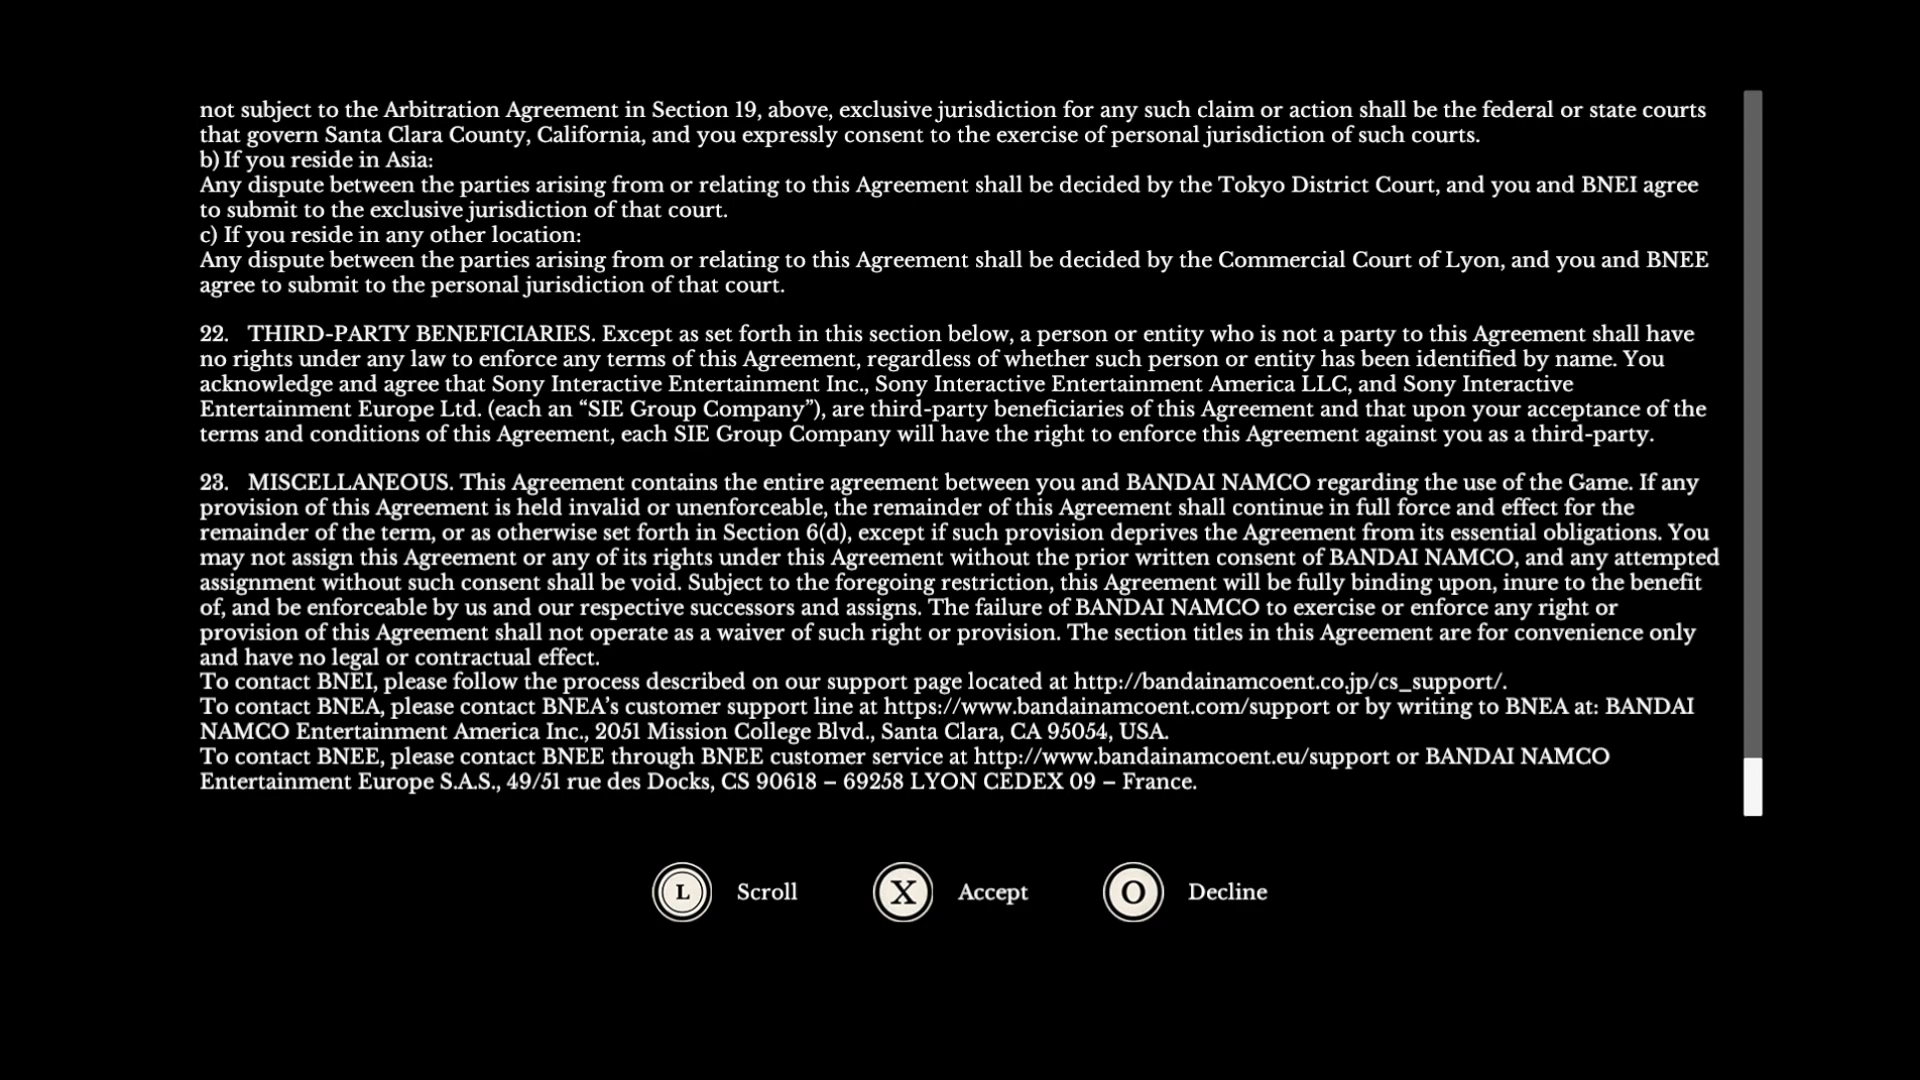 not subject to the Arbitration Agreement in Section 19, above, exclusive jurisdiction for any such claim or action shall be the federal or state courts
that govern Santa Clara County, California, and you expressly consent to the exercise of personal jurisdiction of such courts.
b) If you reside in Asia:
Any dispute between the parties arising from or relating to this Agreement shall be decided by the Tokyo District Court, and you and BNEI agree
to submit to the exclusive jurisdiction of that court.
c) If you reside in any other location:
Any dispute between the parties arising from or relating to this Agreement shall be decided by the Commercial Court of Lyon, and you and BNEE
agree to submit to the personal jurisdiction of that court.
22. THIRD-PARTY BENEFICIARIES. Except as set forth in this section below, a person or entity who is not a party to this Agreement shall have
no rights under any law to enforce any terms of this Agreement, regardless of whether such person or entity has been identified by name. You
acknowledge and agree that Sony Interactive Entertainment Inc., Sony Interactive Entertainment America LLC, and Sony Interactive
Entertainment Europe Ltd. (each an “SIE Group Company”), are third-party beneficiaries of this Agreement and that upon your acceptance of the
terms and conditions of this Agreement, each SIE Group Company will have the right to enforce this Agreement against you as a third-party.
23. MISCELLANEOUS. This Agreement contains the entire agreement between you and BANDAI NAMCO regarding the use of the Game. If any
provision of this Agreement is held invalid or unenforceable, the remainder of this Agreement shall continue in full force and effect for the
remainder of the term, or as otherwise set forth in Section 6(d), except if such provision deprives the Agreement from its essential obligations. You
may not assign this Agreement or any of its rights under this Agreement without the prior written consent of BANDAI NAMCO, and any attempted
assignment without such consent shall be void. Subject to the foregoing restriction, this Agreement will be fully binding upon, inure to the benefit
of, and be enforceable by us and our respective successors and assigns. The failure of BANDAI NAMCO to exercise or enforce any right or
provision of this Agreement shall not operate as a waiver of such right or provision. The section titles in this Agreement are for convenience only
and have no legal or contractual effect.
To contact BNEI, please follow the process described on our support page located at http://bandainamcoent.co.jp/cs_support/.
To contact BNEA, please contact BNEA’s customer support line at https://www.bandainamcoent.com/support or by writing to BNEA at: BANDAI
NAMCO Entertainment America Inc., 2051 Mission College Blvd., Santa Clara, CA 95054, USA.
To contact BNEE, please contact BNEE through BNEE customer service at http://www.bandainamcoent.eu/support or BANDAI NAMCO
Entertainment Europe S.A.S., 49/51 rue des Docks, CS 90618 – 69258 LYON CEDEX 09 – France.
L Scroll X Accept O Decline